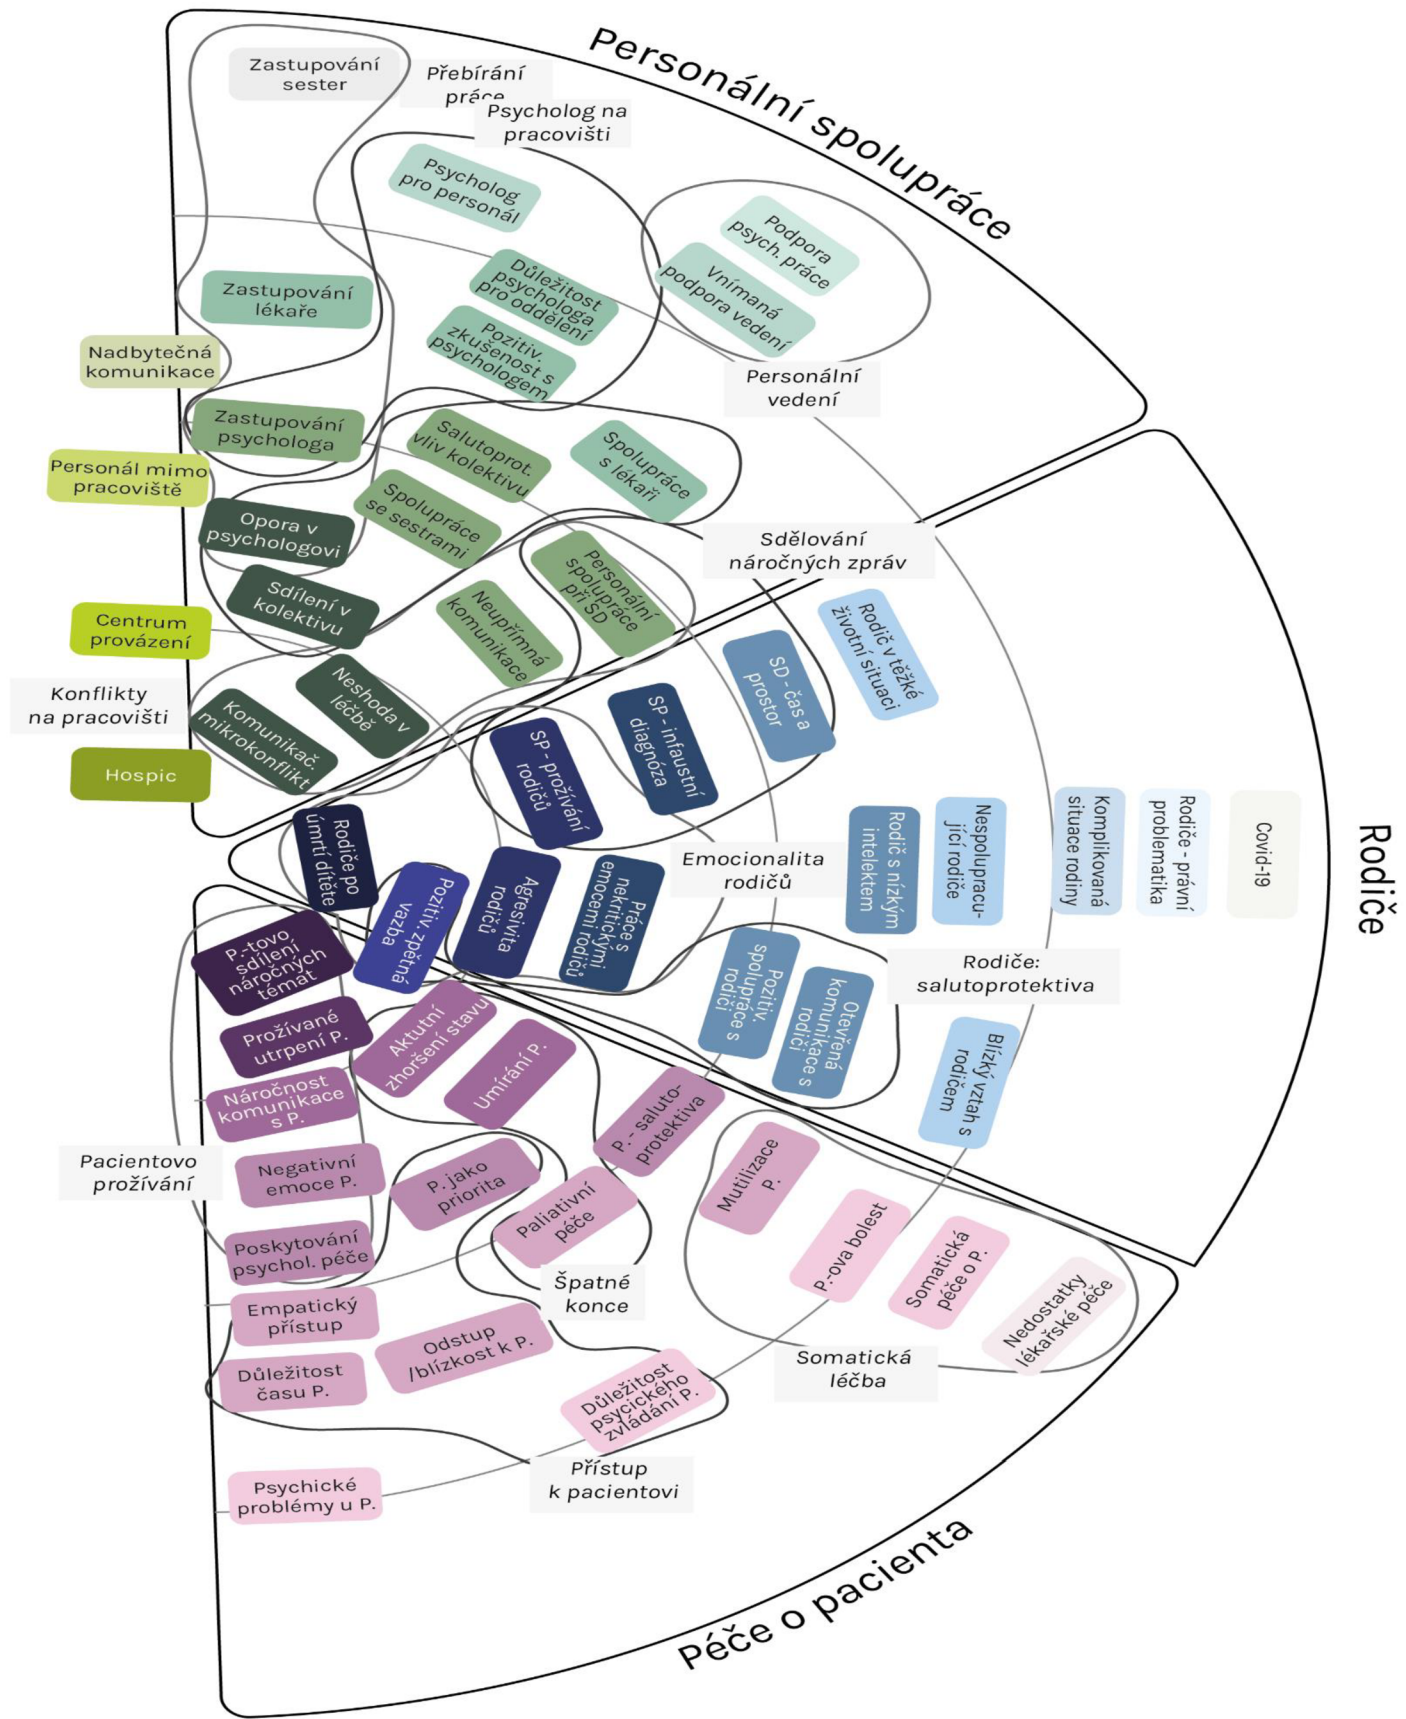 Personální spolupráce
Zastupování
sester
Přebírání
práce
Psycholog na
pracovišti
Psycholog
pro personál
Podpora
psych. práce
Vnímaná
podpora vedení
Důležitost
psychologa
pro oddělení
Zastupování
lékaře
Pozitiv.
zkušenost s
psychologem
Nadbytečná
komunikace
Personální
vedení
Zastupování
psychologa
Salutoprot.
vliv kolektivu
Spolupráce
s lékaři
Personál mimo
pracoviště
Spolupráce
se sestrami
Opora v
psychologovi
Sdělování
náročných zpráv
Sdílení v
kolektivu
Neupřímná
komunikace
Personální
spolupráce
při SD
Centrum
provázení
Konflikty
na pracovišti
Neshoda v
léčbě
Komunikač.
mikrokonflikt
Hospic
Rodiče
Rodič v těžké
životní situaci
SD - čas a
prostor
SP - infaustní
diagnóza
SP - prožívání
rodičů
Rodiče po
úmrtí dítěte
Pozitiv. zpětná
vazba
Agresivita
rodičů
Práce s
nekritickými
emocemi rodičů
Emocionalita
rodičů
Rodič s nízkým
intelektem
Nespolupracu-
jící rodiče
Komplikovaná
situace rodiny
Rodiče - právní
problematika
Covid-19
Pozitiv.
spolupráce s
rodiči
Otevřená
komunikace s
rodiči
Rodiče:
salutoprotektiva
Blízký vztah s
rodičem
P.-tovo
sdílení
náročných
témat
Prožívané
utrpení P.
Aktutní
zhoršení stavu
Umírání P.
Náročnost
komunikace
s P.
P. - saluto-
protektiva
Pacientovo
prožívání
Negativní
emoce P.
P. jako
priorita
Mutilizace
P.
Paliativní
péče
P.-ova bolest
Somatická
péče o P.
Nedostatky
lékařské péče
Poskytování
psychol. péče
Špatné
konce
Empatický
přístup
Odstup
/blízkost k P.
Důležitost
času P.
Somatická
léčba
Důležitost
psycického
zvládání P.
Přístup
k pacientovi
Psychické
problémy u P.
Péče o pacienta